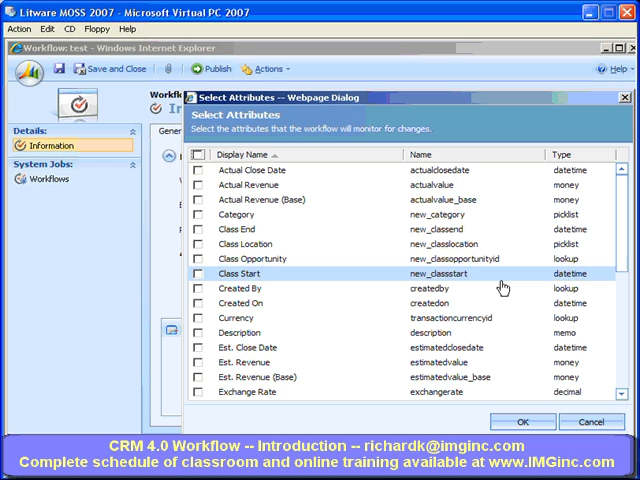 Litware MOSS 2007 - Microsoft Virtual PC 2007
Action Edit CD Floppy Help
Workflow: test - Windows Internet Explorer
Save and Close Publish Actions Help
Details:
Information
System Jobs:
Workflows
Select Attributes -- Webpage Dialog
Select Attributes
Select the attributes that the workflow will monitor for changes.
Display Name Name Type
Actual Close Date actualclosedate datetime
Actual Revenue actualvalue money
Actual Revenue (Base) actualvalue_base money
Category new_category picklist
Class End new_classend datetime
Class Location new_classlocation picklist
Class Opportunity new_classopportunityid lookup
Class Start new_classstart datetime
Created By createdby lookup
Created On createdon datetime
Currency transactioncurrencyid lookup
Description description memo
Est. Close Date estimatedclosedate datetime
Est. Revenue estimatedvalue money
Est. Revenue (Base) estimatedvalue_base money
Exchange Rate exchangerate decimal
OK Cancel
CRM 4.0 Workflow -- Introduction -- richardk@imginc.com
Complete schedule of classroom and online training available at www.IMGinc.com